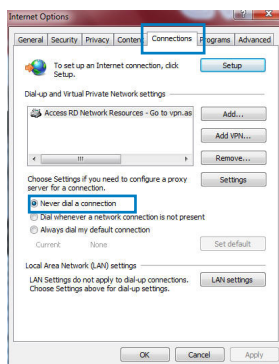 Internet Options
General Security Privacy Content Connections Programs Advanced
To set up an Internet connection, click Setup.
Setup
Dial-up and Virtual Private Network settings
Access RD Network Resources - Go to vpn.as
Add...
Add VPN...
Remove...
Choose Settings if you need to configure a proxy
server for a connection.
Settings
Never dial a connection
Dial whenever a network connection is not present
Always dial my default connection
Current None
Set default
Local Area Network (LAN) settings
LAN Settings do not apply to dial-up connections.
Choose Settings above for dial-up settings.
LAN settings
OK Cancel Apply